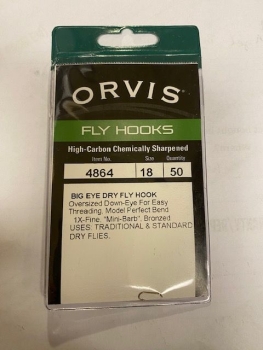 ORVIS
FLY HOOKS
High-Carbon Chemically Sharpened
Item No. Size Quantity
4864 18 50
BIG EYE DRY FLY HOOK
Oversized Down-Eye For Easy
Threading. Model Perfect Bend
1X-Fine: "Mini-Barb". Bronzed
USES: TRADITIONAL & STANDARD
DRY FLIES.